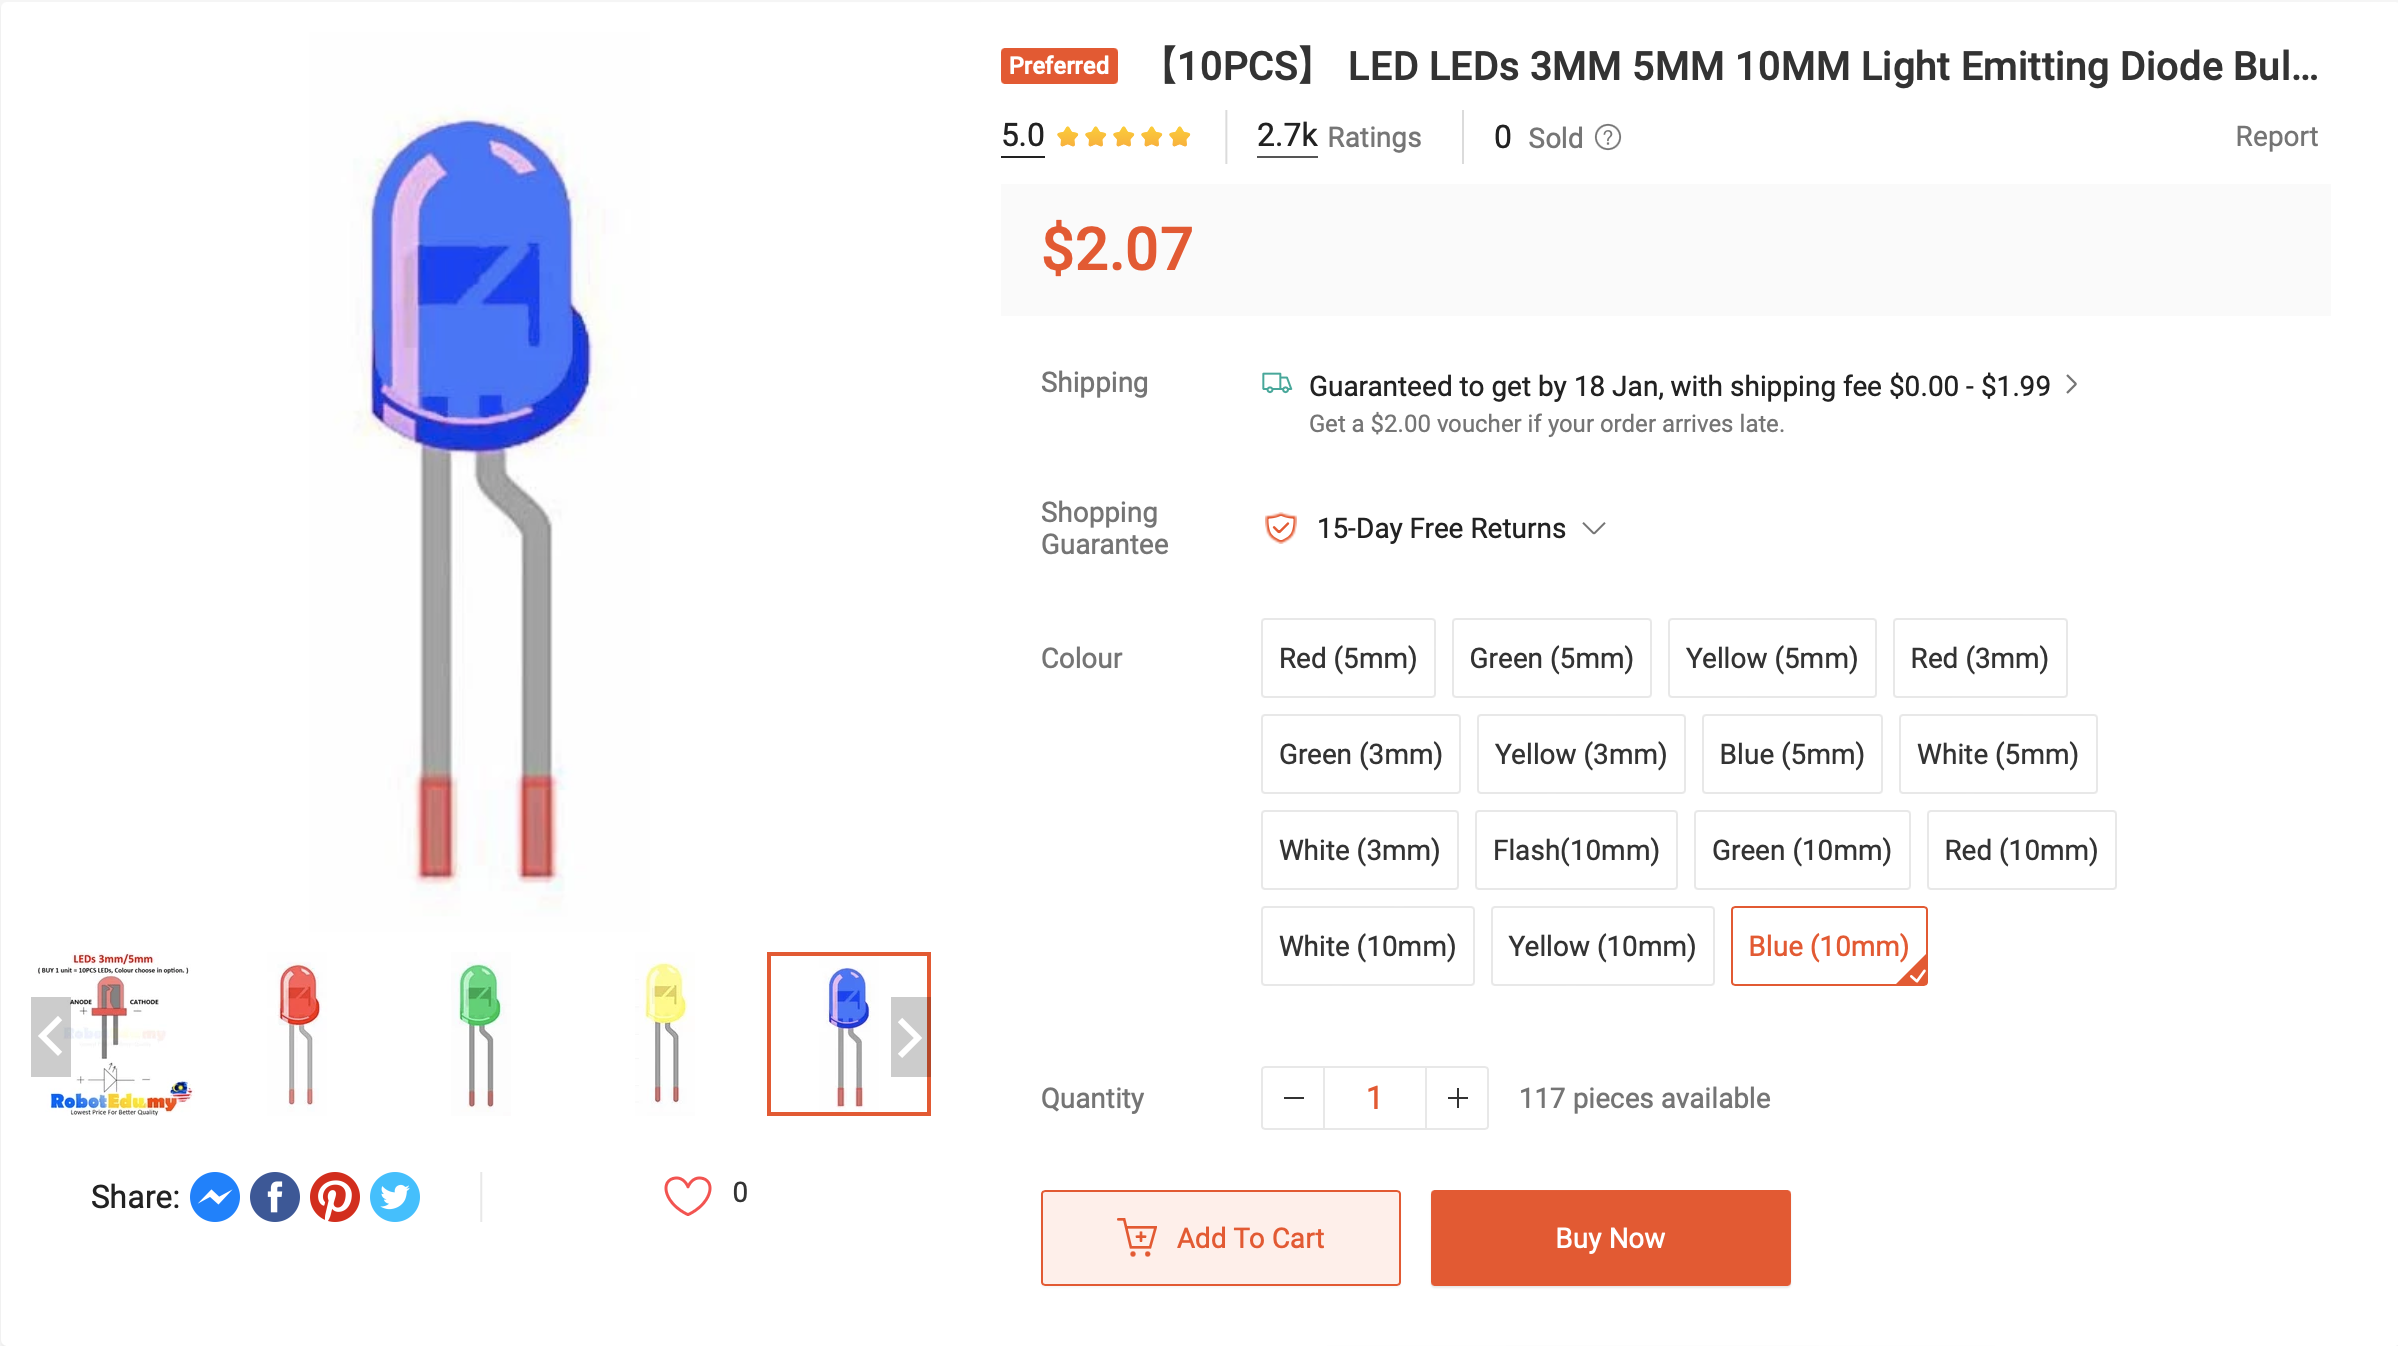 Preferred 【10PCS】 LED LEDs 3MM 5MM 10MM Light Emitting Diode Bul...
5.0 2.7k Ratings 0 Sold ? Report
$2.07
Shipping Guaranteed to get by 18 Jan, with shipping fee $0.00 - $1.99
Get a $2.00 voucher if your order arrives late.
Shopping Guarantee
15-Day Free Returns
Colour
Red (5mm) Green (5mm) Yellow (5mm) Red (3mm)
Green (3mm) Yellow (3mm) Blue (5mm) White (5mm)
White (3mm) Flash(10mm) Green (10mm) Red (10mm)
White (10mm) Yellow (10mm) Blue (10mm)
Quantity 1 117 pieces available
Add To Cart Buy Now
LEDs 3mm/5mm
( BUY 1 unit = 10PCS LEDs, Colour choose in option. )
ANODE CATHODE
+ −
+ −
RobotEdu.my
Lowest Price For Better Quality
Share: 0